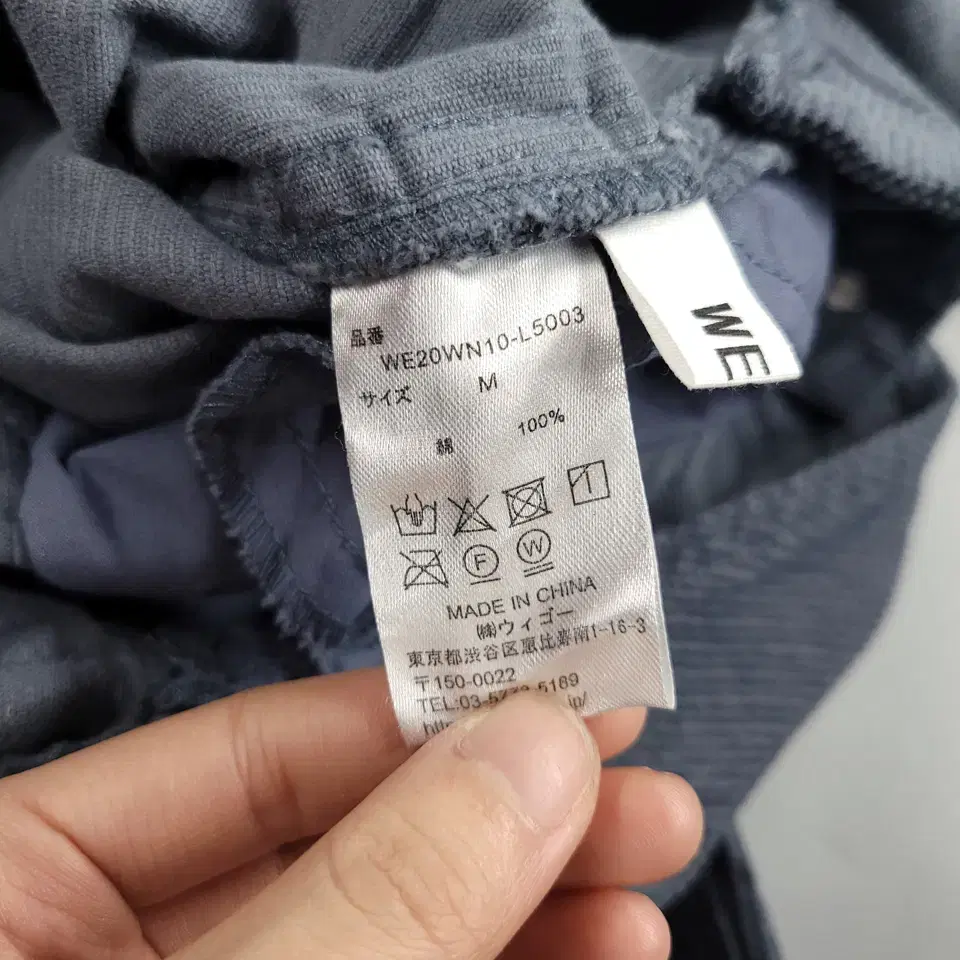 品番
WE20WN10-L5003
サイズ M
綿 100%
F W
MADE IN CHINA
㈱ウィゴー
東京都渋谷区恵比寿南1-16-3
〒150-0022
WE